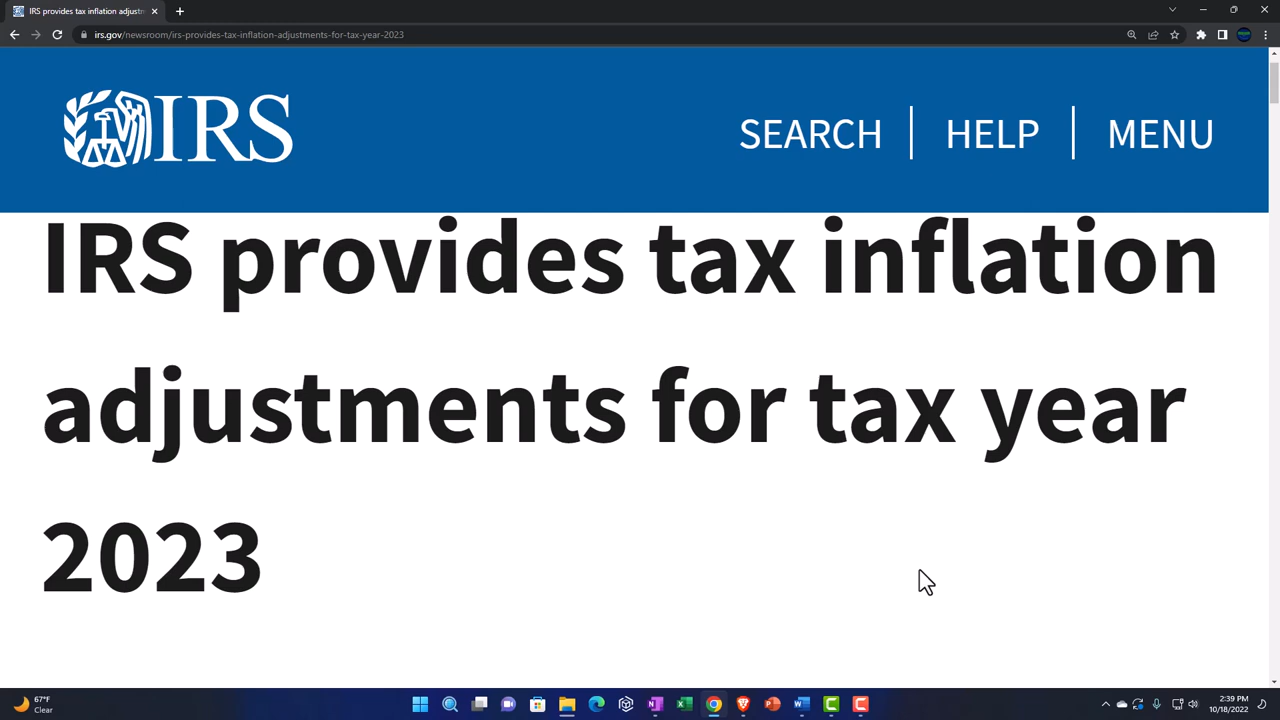 IRS provides tax inflation adjustm
irs.gov/newsroom/irs-provides-tax-inflation-adjustments-for-tax-year-2023
IRS
SEARCH | HELP | MENU
IRS provides tax inflation
adjustments for tax year
2023
67°F
Clear
2:39 PM
10/18/2022